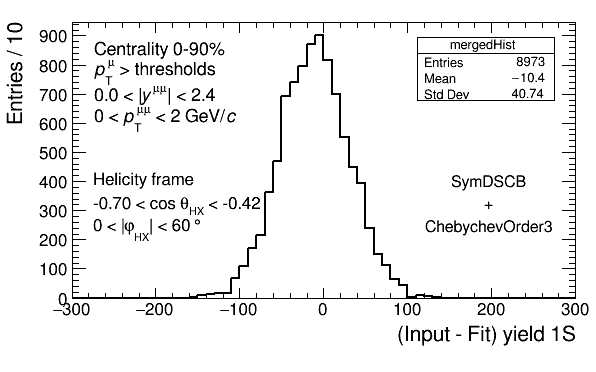 Entries / 10
900
800
700
600
500
400
300
200
100
0
Centrality 0-90%
p_T^μ > thresholds
0.0 < |y^μμ| < 2.4
0 < p_T^μμ < 2 GeV/c
Helicity frame
-0.70 < cos θ_HX < -0.42
0 < |φ_HX| < 60 °
mergedHist
Entries 8973
Mean −10.4
Std Dev 40.74
SymDSCB
+
ChebychevOrder3
−300 −200 −100 0 100 200 300
(Input - Fit) yield 1S